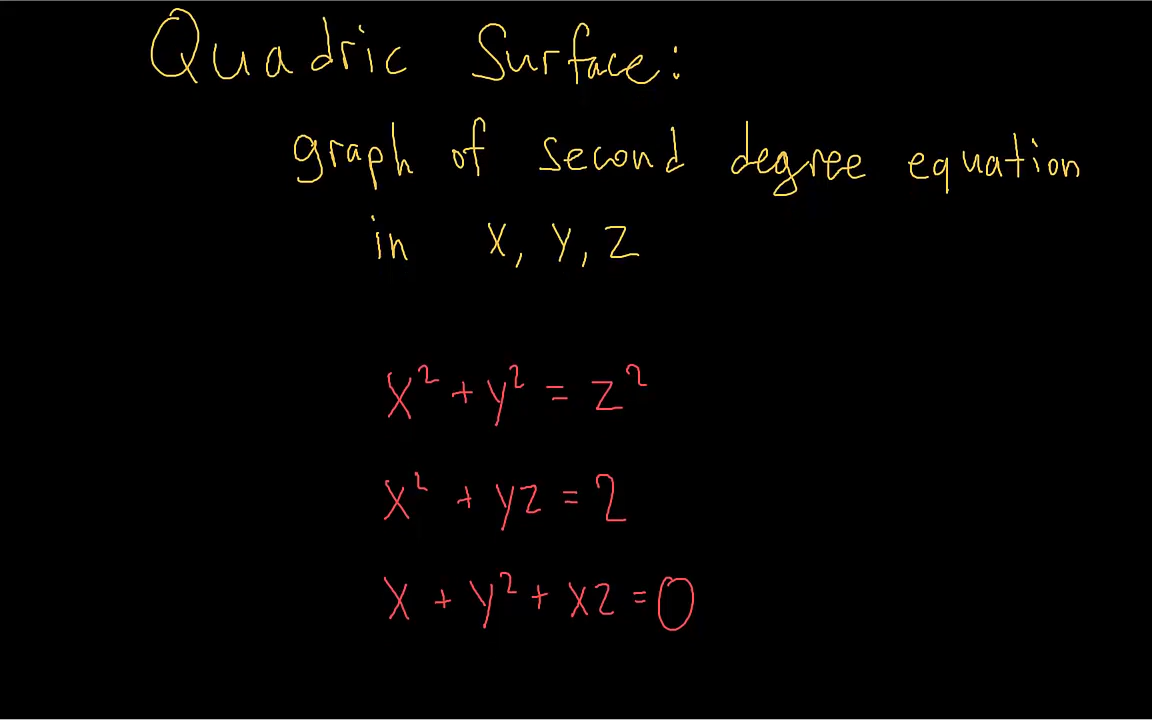 Quadric Surface:
graph of second degree equation
in x, y, z
x² + y² = z²
x² + yz = 2
x + y² + xz = 0